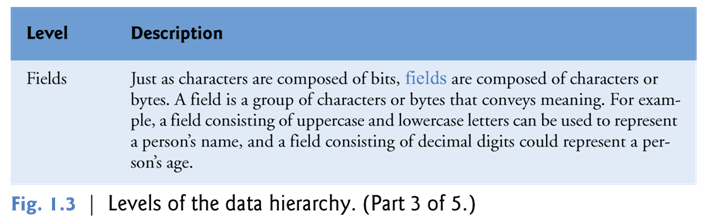 Level Description
Fields Just as characters are composed of bits, fields are composed of characters or
bytes. A field is a group of characters or bytes that conveys meaning. For exam-
ple, a field consisting of uppercase and lowercase letters can be used to represent
a person's name, and a field consisting of decimal digits could represent a per-
son's age.
Fig. 1.3 | Levels of the data hierarchy. (Part 3 of 5.)